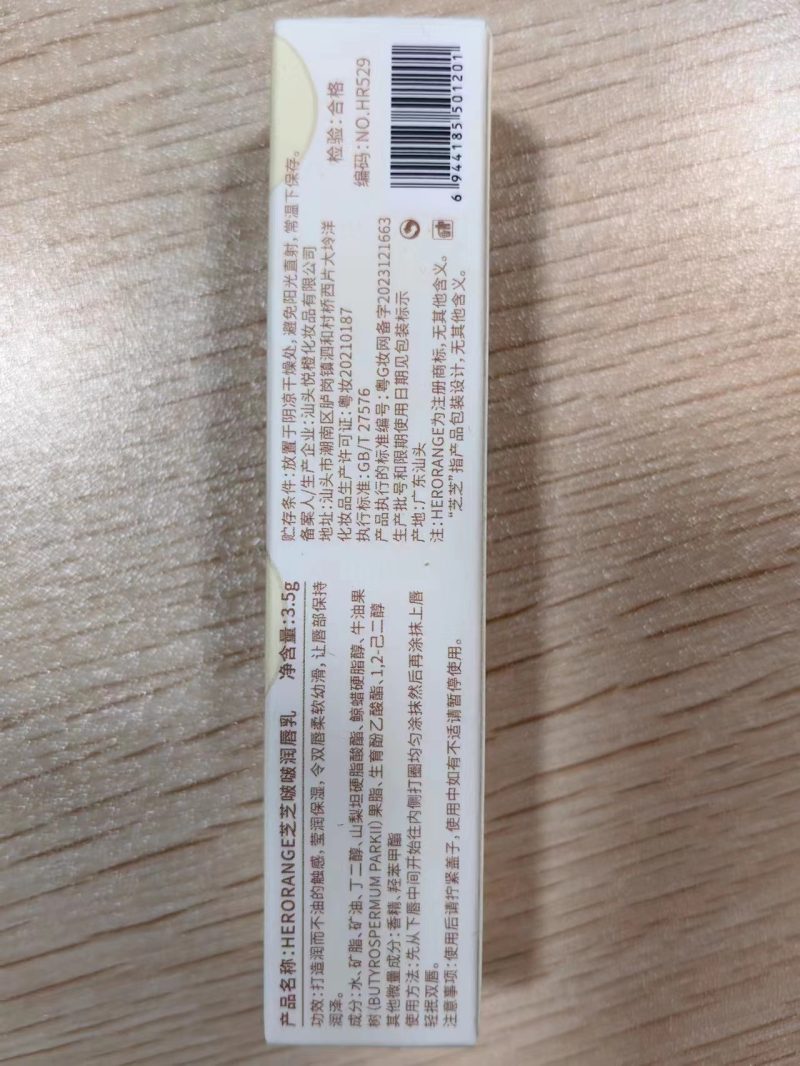 产品名称:HERORANGE芝芝啵啵润唇乳 净含量:3.5g
功效:打造润而不油的触感,莹润保湿,令双唇柔软幼滑,让唇部保持
润泽。
成分:水、矿脂、矿油、丁二醇、山梨坦硬脂酸酯、鲸蜡硬脂醇、牛油果
树(BUTYROSPERMUM PARKII)果脂、生育酚乙酸酯、1,2-己二醇
其他微量成分:香精、羟苯甲酯
使用方法:先从下唇中间开始往内侧打圈均匀涂抹然后再涂抹上唇
轻抿双唇。
注意事项:使用后请拧紧盖子,使用中如有不适请暂停使用。
贮存条件:放置于阴凉干燥处,避免阳光直射,常温下保存。
备案人/生产企业:汕头悦橙化妆品有限公司
地址:汕头市潮南区胪岗镇泗和村桥西片大垮洋
化妆品生产许可证:粤妆20210187
执行标准:GB/T 27576
产品执行的标准编号:粤G妆网备字2023121663
生产批号和限期使用日期见包装标示
产地:广东汕头
注:HERORANGE为注册商标,无其他含义。
“芝芝”指产品包装设计,无其他含义。
检验:合格
编码:NO.HR529
6 944185 501201